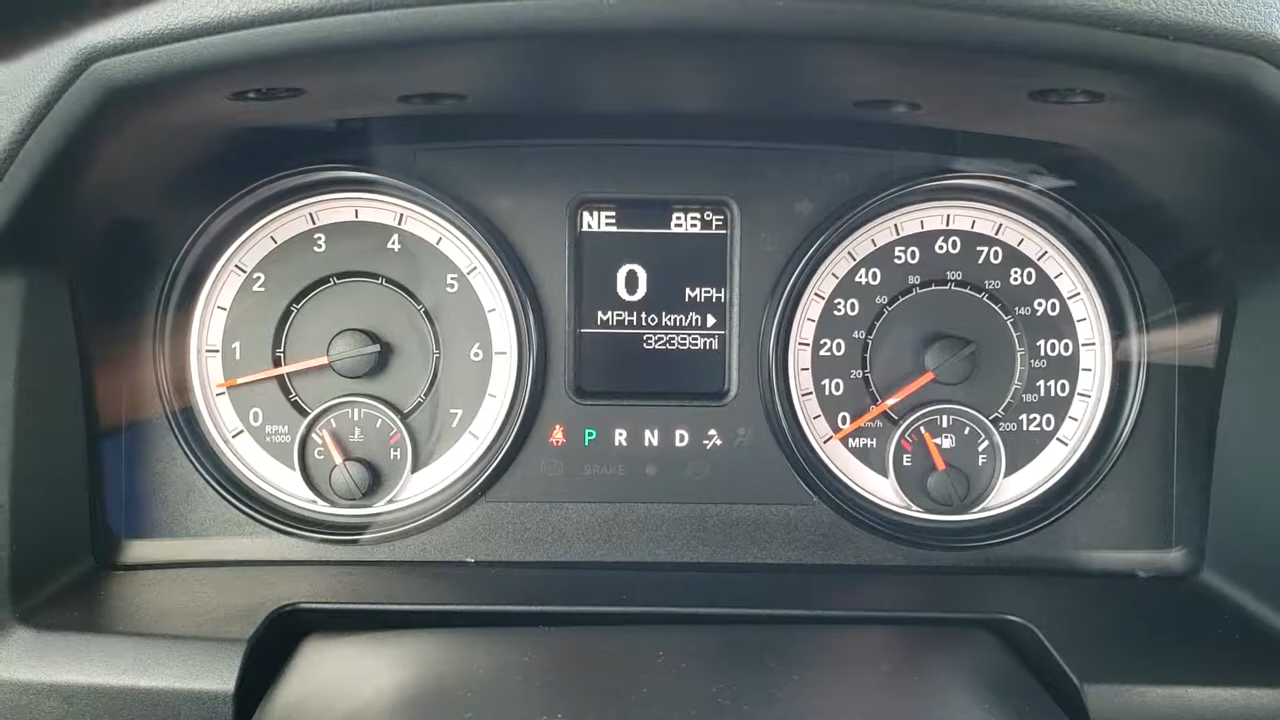 NE 86°F
0 MPH
MPH to km/h
32399mi
0 1 2 3 4 5 6 7
RPM
x1000
C H
P R N D
BRAKE
0 10 20 30 40 50 60 70 80 90 100 110 120
MPH
0 20 40 60 80 100 120 140 160 180 200
km/h
E F